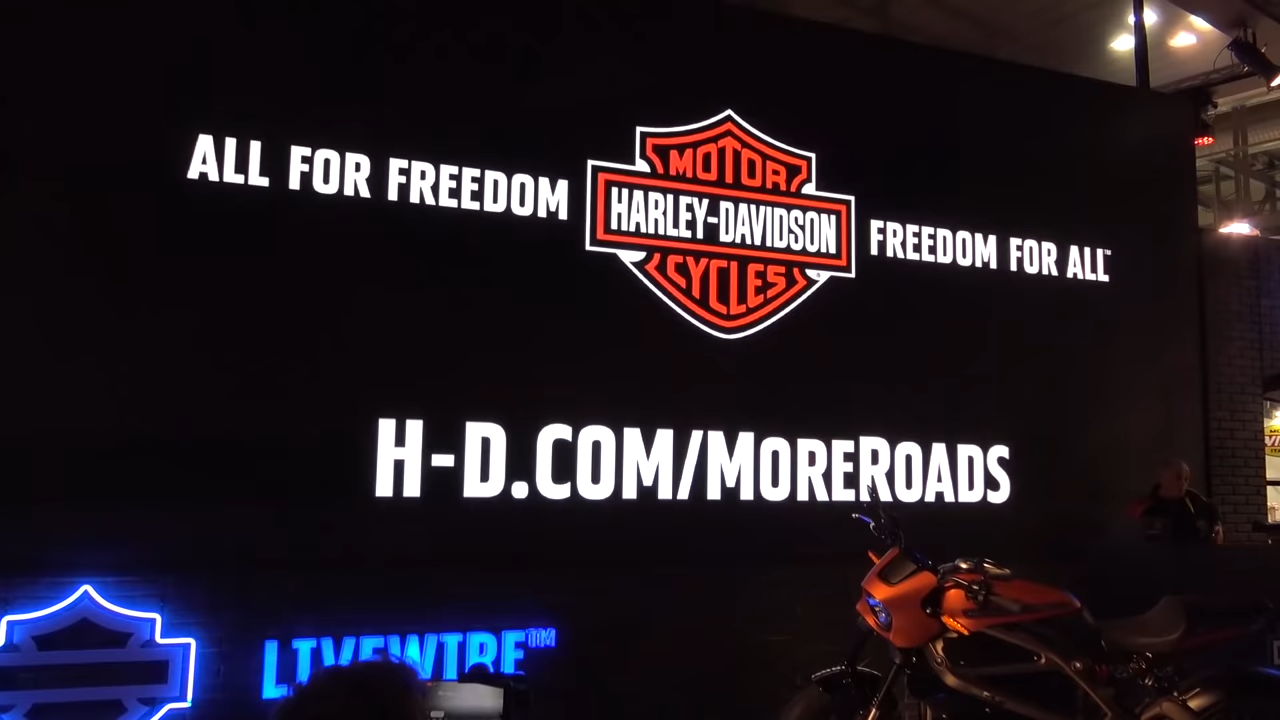 ALL FOR FREEDOM
MOTOR
HARLEY-DAVIDSON
CYCLES
FREEDOM FOR ALL™
H-D.COM/MOREROADS
LIVEWIRE™